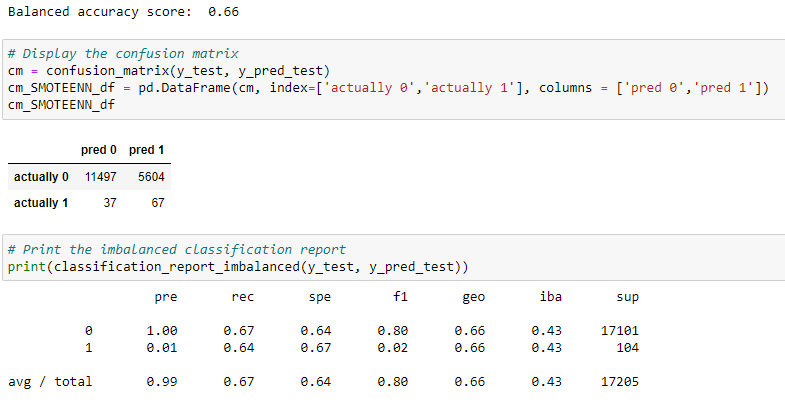 Balanced accuracy score:  0.66
# Display the confusion matrix
cm = confusion_matrix(y_test, y_pred_test)
cm_SMOTEENN_df = pd.DataFrame(cm, index=['actually 0','actually 1'], columns = ['pred 0','pred 1'])
cm_SMOTEENN_df
pred 0 pred 1
actually 0 11497 5604
actually 1 37 67
# Print the imbalanced classification report
print(classification_report_imbalanced(y_test, y_pred_test))
pre rec spe f1 geo iba sup
0 1.00 0.67 0.64 0.80 0.66 0.43 17101
1 0.01 0.64 0.67 0.02 0.66 0.43 104
avg / total 0.99 0.67 0.64 0.80 0.66 0.43 17205